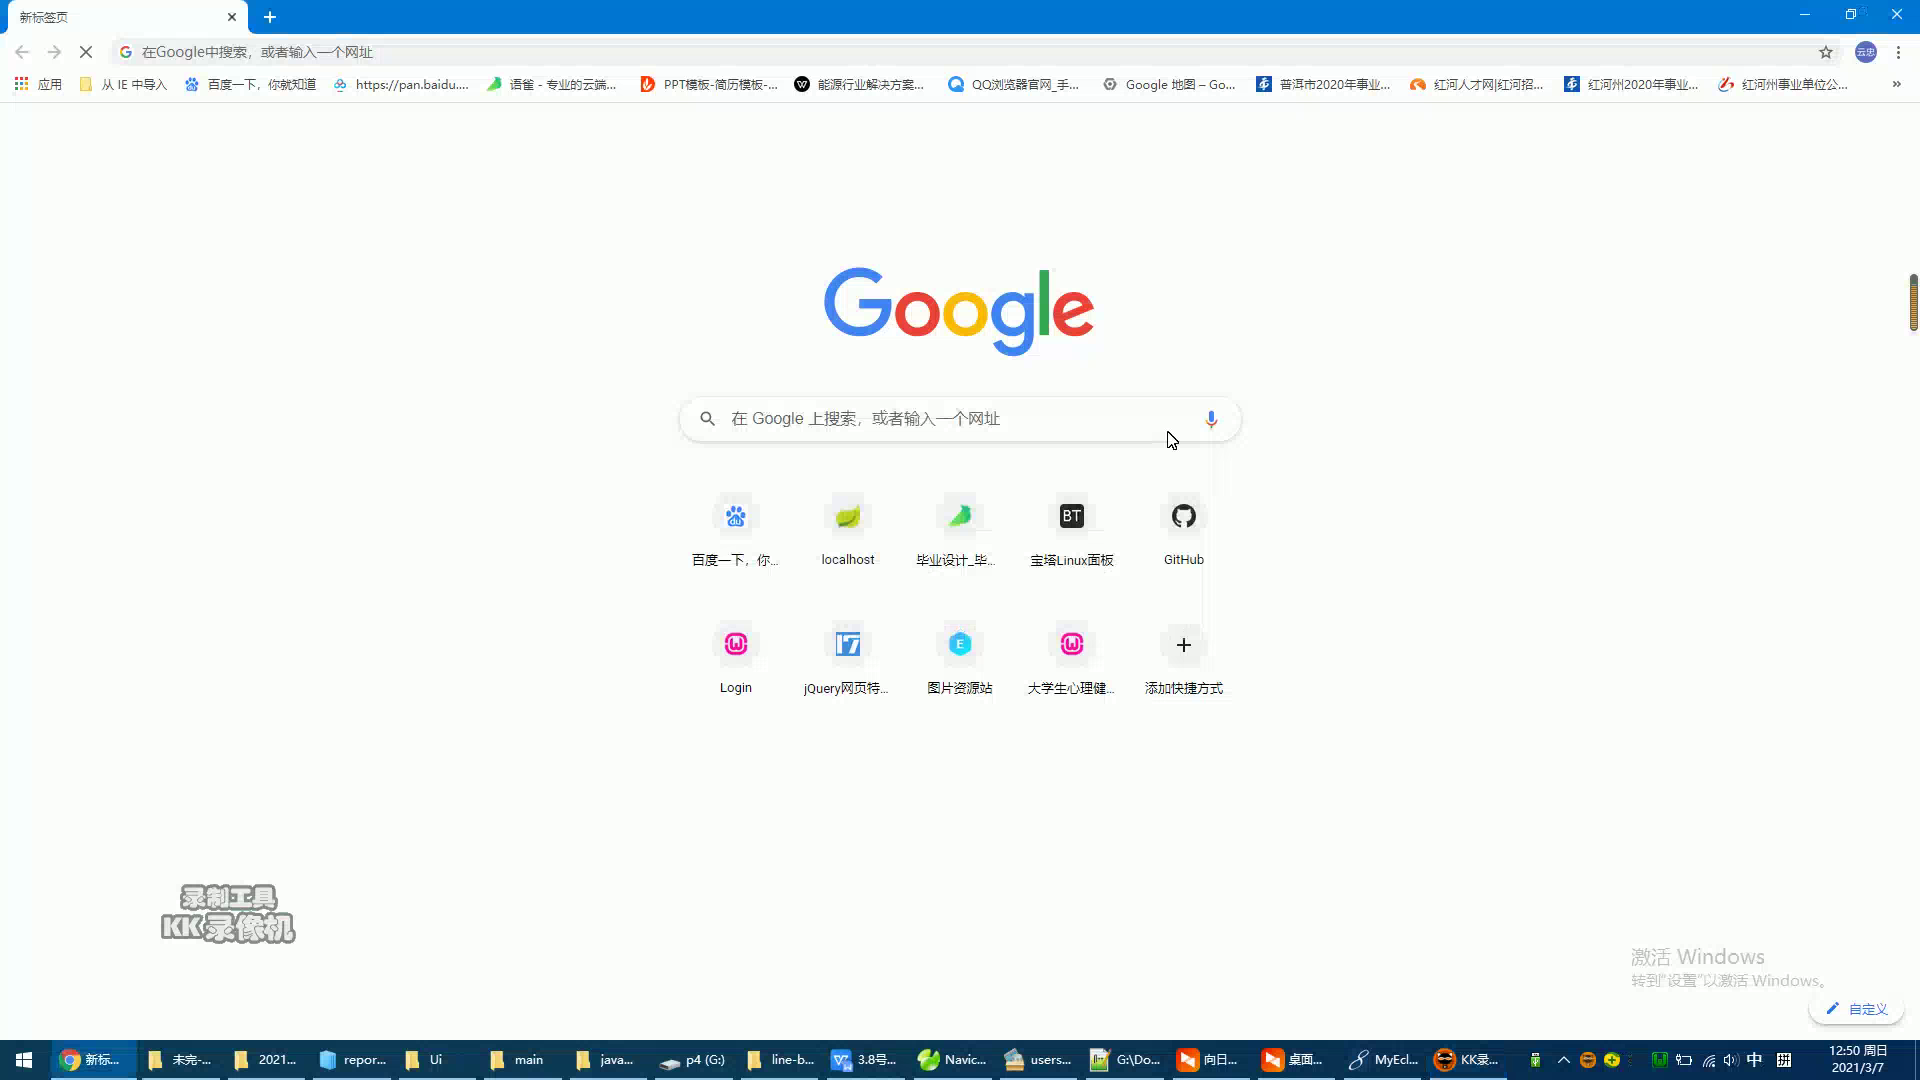 新标签页
在Google中搜索，或者输入一个网址
云忠
应用
从 IE 中导入
百度一下，你就知道
https://pan.baidu....
语雀 - 专业的云端...
PPT模板-简历模板-...
能源行业解决方案...
QQ浏览器官网_手...
Google 地图 – Go...
普洱市2020年事业...
红河人才网|红河招...
红河州2020年事业...
红河州事业单位公...
Google
在 Google 上搜索，或者输入一个网址
百度一下，你...
localhost
毕业设计_毕...
BT
宝塔Linux面板
GitHub
Login
jQuery网页特...
E
图片资源站
大学生心理健...
添加快捷方式
录制工具
KK录像机
激活 Windows
转到"设置"以激活 Windows。
自定义
新标...
未完-...
2021...
repor...
Ui
main
java...
p4 (G:)
line-b...
3.8号...
Navic...
users...
G:\Do...
向日...
桌面...
MyEcl...
KK录...
中
拼
12:50 周日
2021/3/7